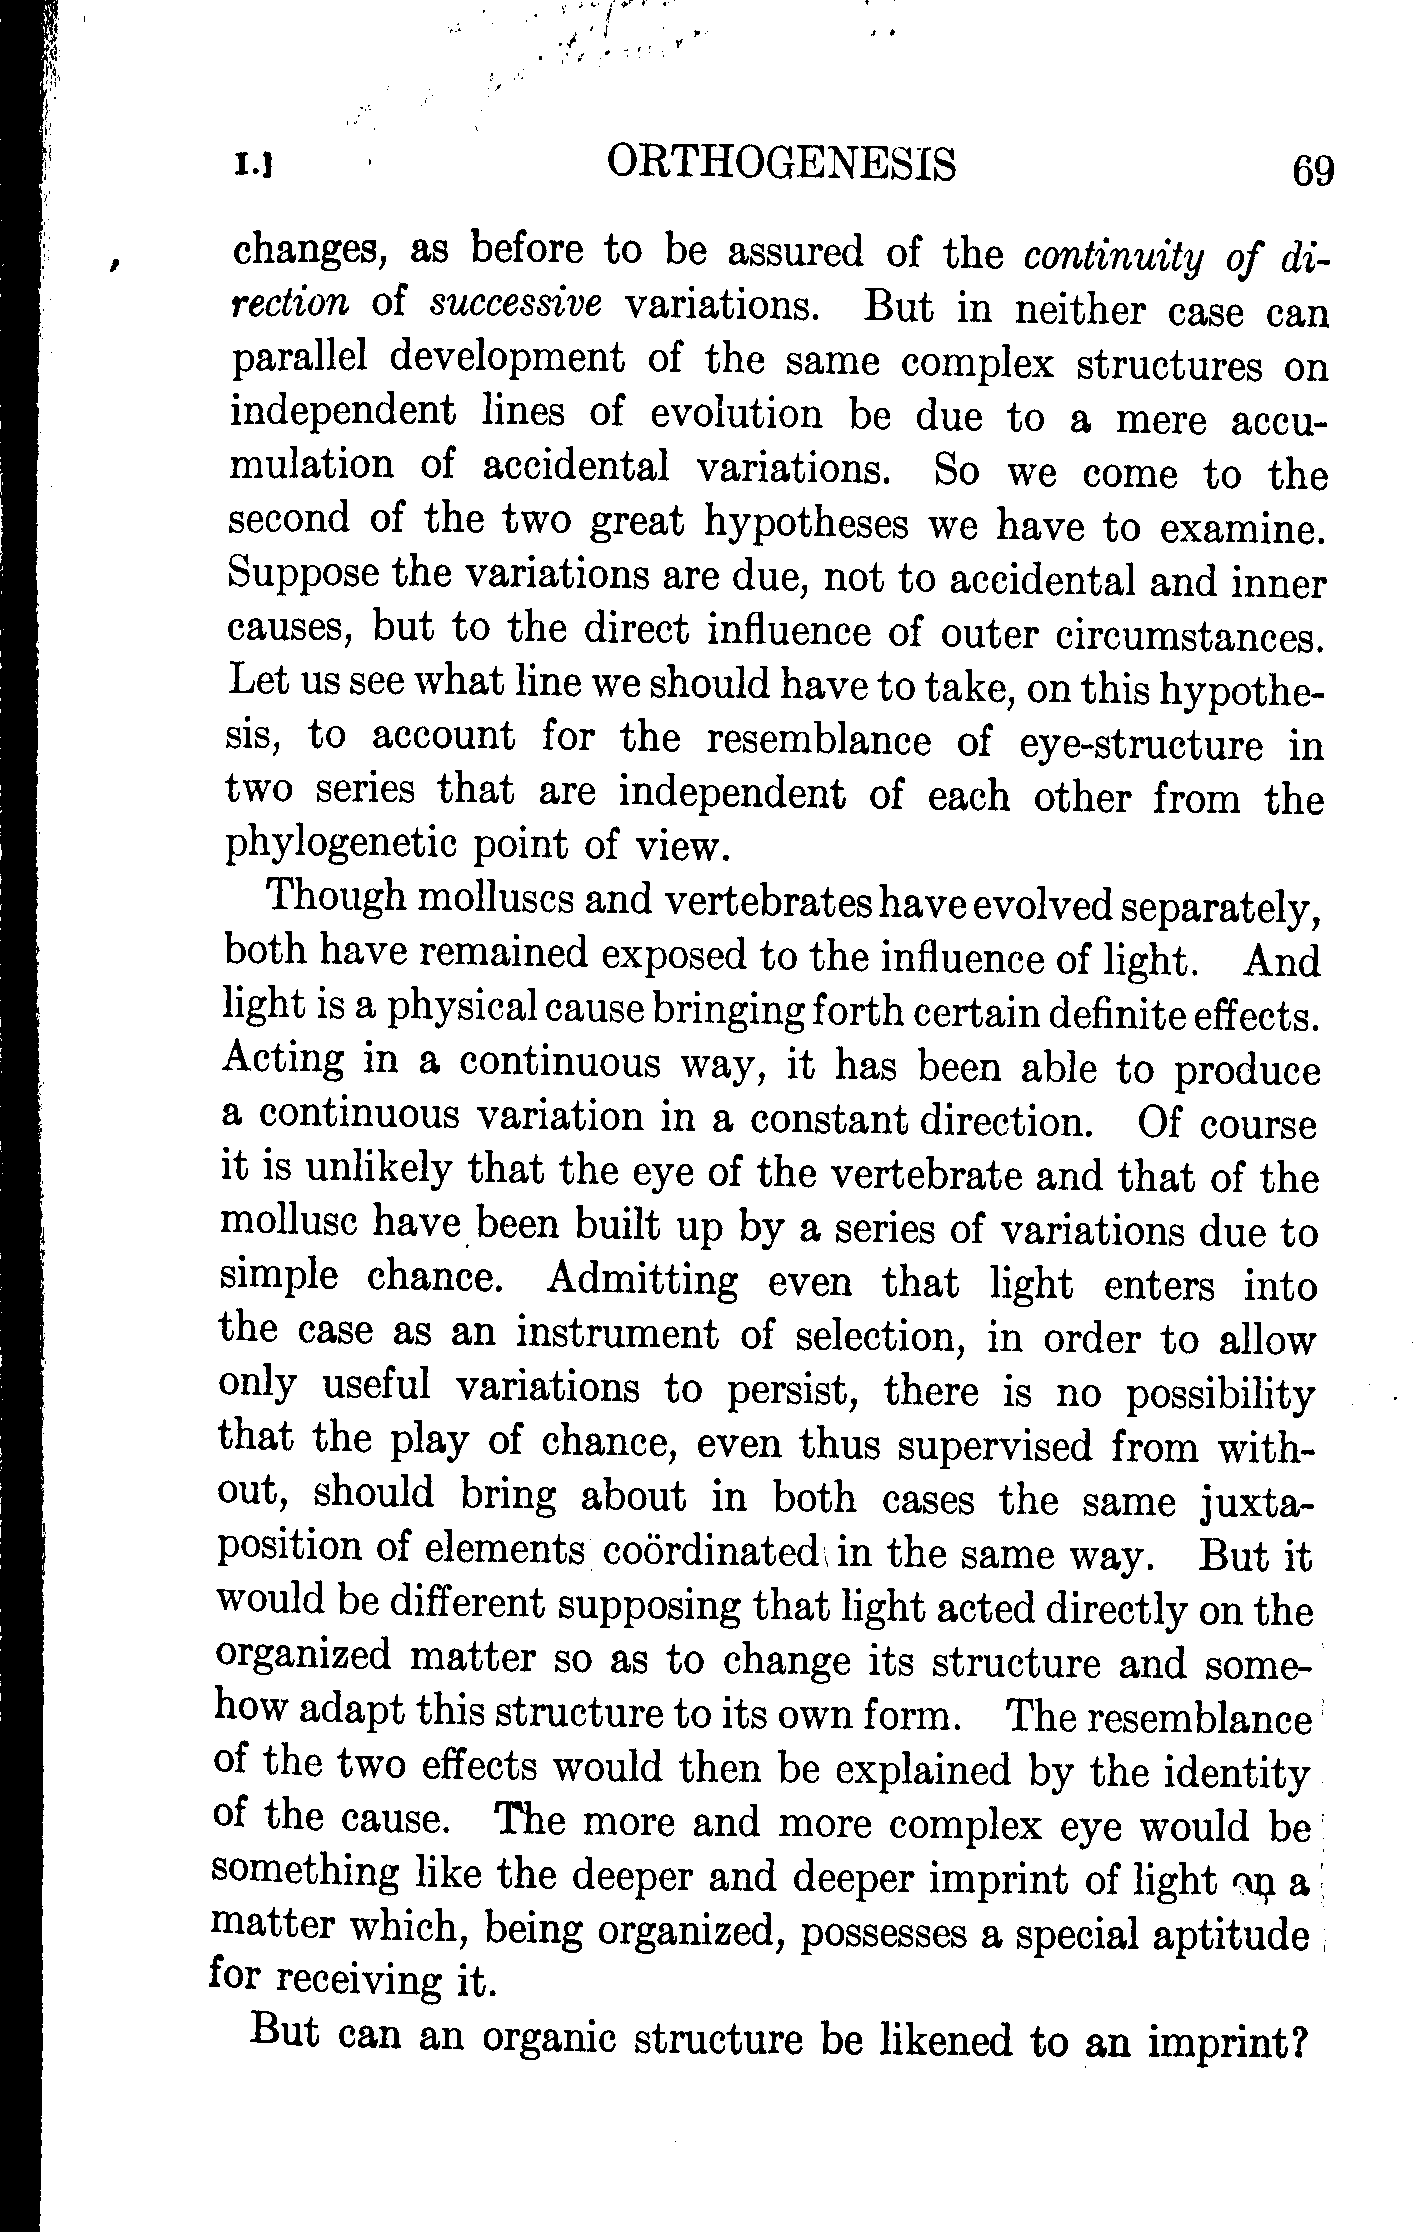 I.] ORTHOGENESIS 69
changes, as before to be assured of the continuity of di-
rection of successive variations. But in neither case can
parallel development of the same complex structures on
independent lines of evolution be due to a mere accu-
mulation of accidental variations. So we come to the
second of the two great hypotheses we have to examine.
Suppose the variations are due, not to accidental and inner
causes, but to the direct influence of outer circumstances.
Let us see what line we should have to take, on this hypothe-
sis, to account for the resemblance of eye-structure in
two series that are independent of each other from the
phylogenetic point of view.
Though molluscs and vertebrates have evolved separately,
both have remained exposed to the influence of light. And
light is a physical cause bringing forth certain definite effects.
Acting in a continuous way, it has been able to produce
a continuous variation in a constant direction. Of course
it is unlikely that the eye of the vertebrate and that of the
mollusc have been built up by a series of variations due to
simple chance. Admitting even that light enters into
the case as an instrument of selection, in order to allow
only useful variations to persist, there is no possibility
that the play of chance, even thus supervised from with-
out, should bring about in both cases the same juxta-
position of elements coördinated in the same way. But it
would be different supposing that light acted directly on the
organized matter so as to change its structure and some-
how adapt this structure to its own form. The resemblance
of the two effects would then be explained by the identity
of the cause. The more and more complex eye would be
something like the deeper and deeper imprint of light on a
matter which, being organized, possesses a special aptitude
for receiving it.
But can an organic structure be likened to an imprint?